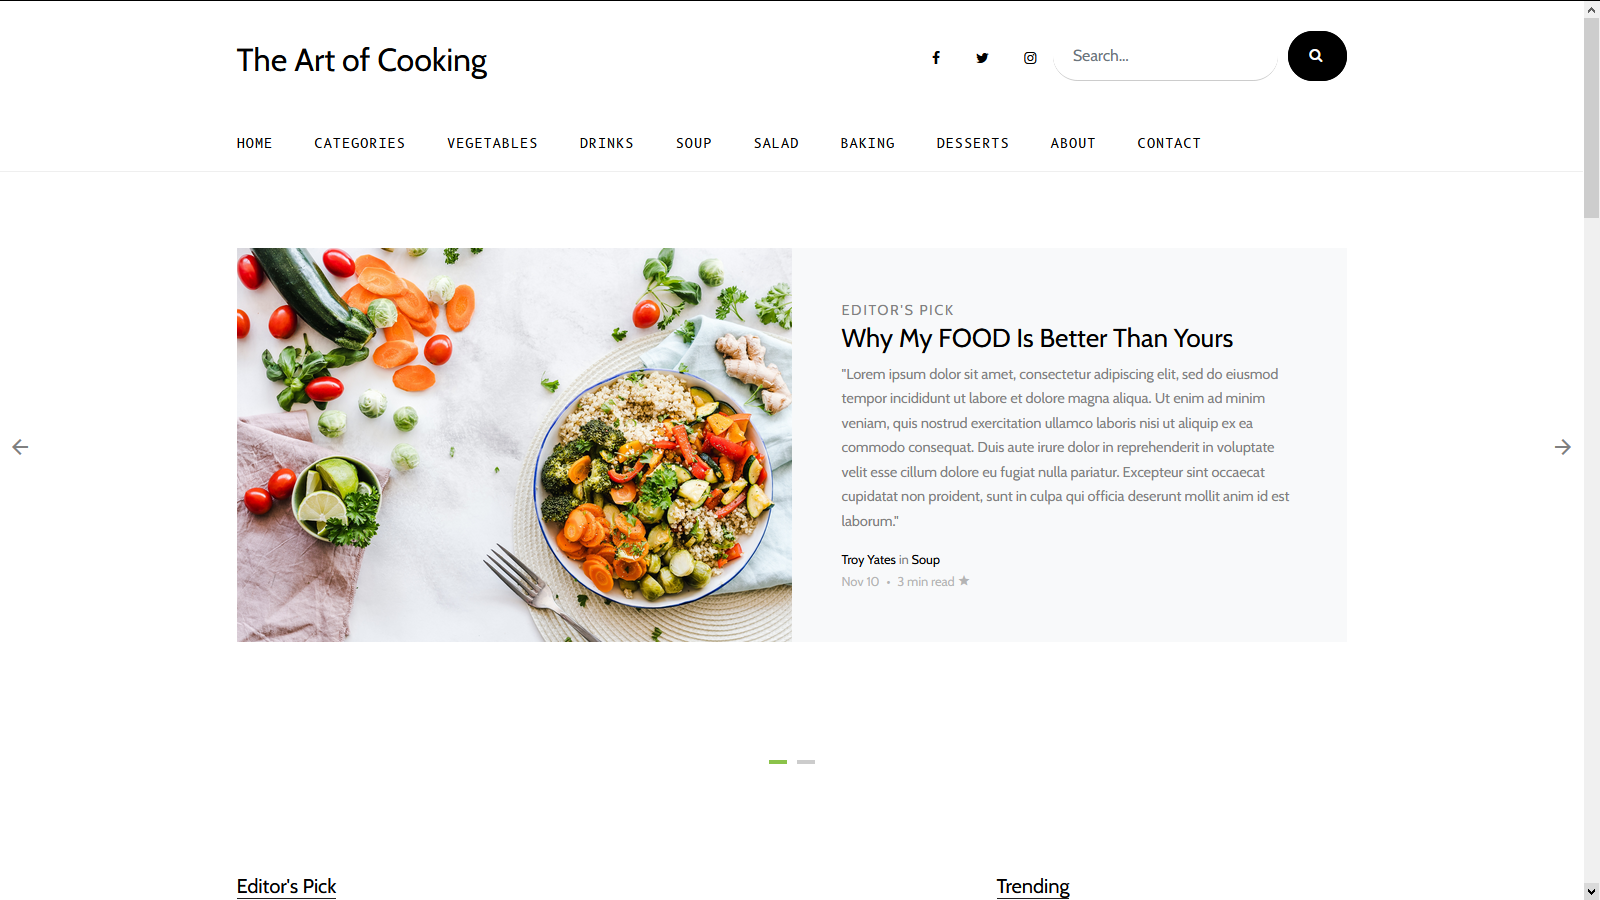 The Art of Cooking
Search...
HOME CATEGORIES VEGETABLES DRINKS SOUP SALAD BAKING DESSERTS ABOUT CONTACT
EDITOR'S PICK
Why My FOOD Is Better Than Yours
"Lorem ipsum dolor sit amet, consectetur adipiscing elit, sed do eiusmod
tempor incididunt ut labore et dolore magna aliqua. Ut enim ad minim
veniam, quis nostrud exercitation ullamco laboris nisi ut aliquip ex ea
commodo consequat. Duis aute irure dolor in reprehenderit in voluptate
velit esse cillum dolore eu fugiat nulla pariatur. Excepteur sint occaecat
cupidatat non proident, sunt in culpa qui officia deserunt mollit anim id est
laborum."
Troy Yates in Soup
Nov 10 • 3 min read ★
Editor's Pick
Trending